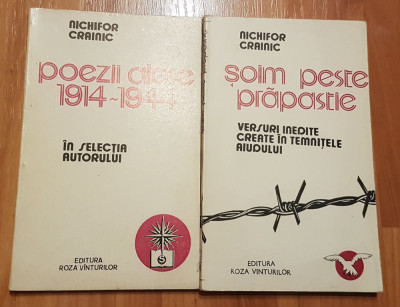 NICHIFOR
CRAINIC
poezii alese
1914~1944
ÎN SELECȚIA
AUTORULUI
EDITURA
ROZA VÎNTURILOR
NICHIFOR
CRAINIC
șoim peste
prăpastie
VERSURI INEDITE
CREATE ÎN TEMNIȚELE
AIUDULUI
EDITURA
ROZA VINTURILOR